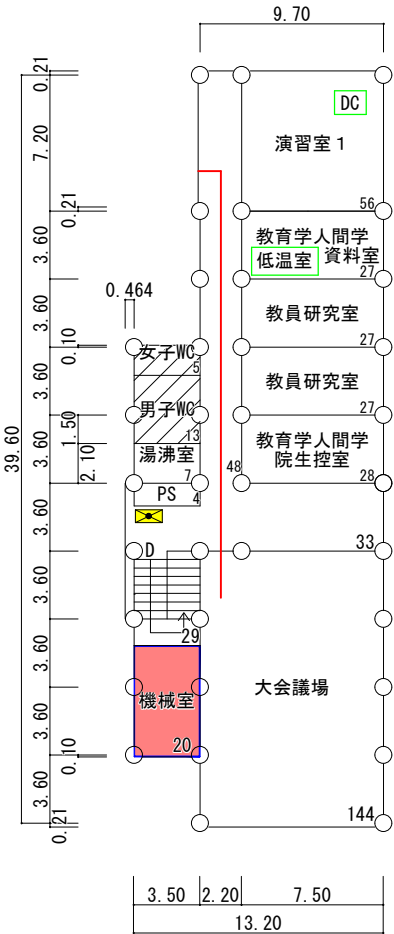 9.70
0.21
DC
7.20
演習室１
0.21
56
教育学人間学
資料室
低温室
3.60
27
0.464
3.60
教員研究室
0.10
女子WC
27
5
3.60
教員研究室
男子WC
27
13
1.50
39.60
3.60
2.10
湯沸室
教育学人間学
院生控室
48
7
28
PS
4
3.60
D
33
3.60
29
3.60
大会議場
機械室
3.60
20
0.10
3.60
144
0.21
3.50
2.20
7.50
13.20